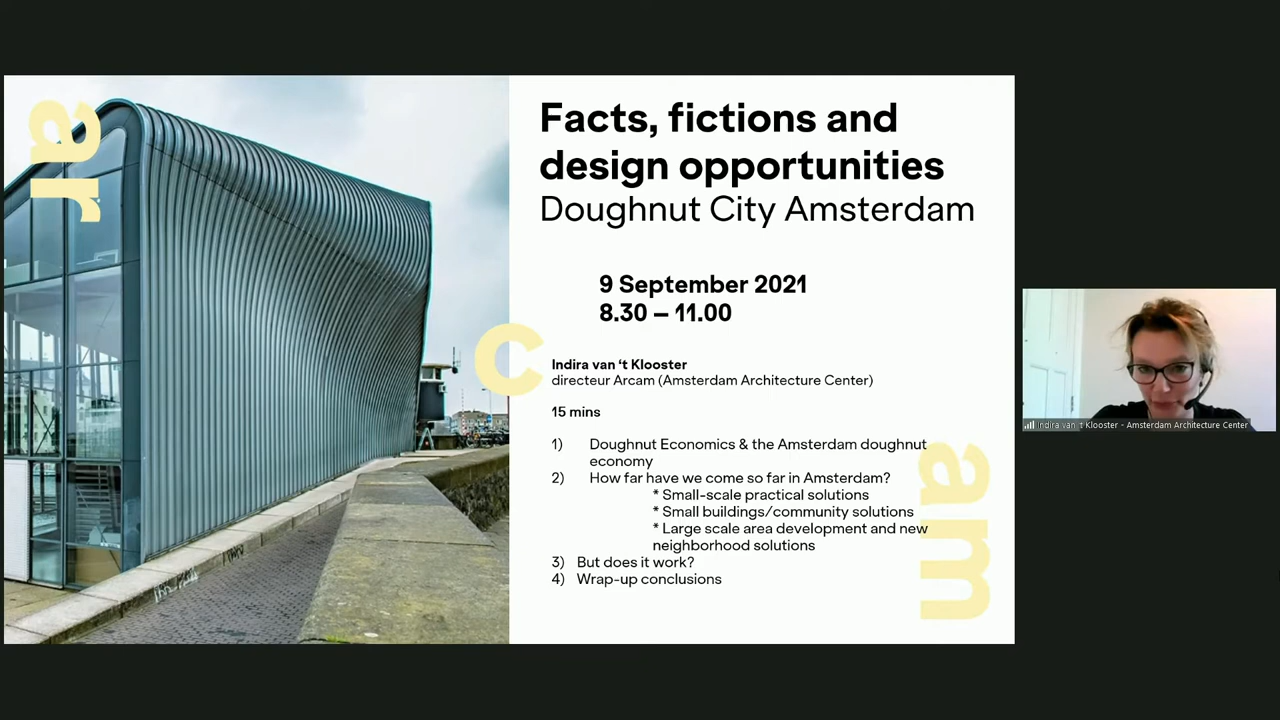 ar
c
am
Facts, fictions and
design opportunities
Doughnut City Amsterdam
9 September 2021
8.30 – 11.00
Indira van ‘t Klooster
directeur Arcam (Amsterdam Architecture Center)
15 mins
1) Doughnut Economics & the Amsterdam doughnut
economy
2) How far have we come so far in Amsterdam?
* Small-scale practical solutions
* Small buildings/community solutions
* Large scale area development and new
neighborhood solutions
3) But does it work?
4) Wrap-up conclusions
Indira van 't Klooster - Amsterdam Architecture Center